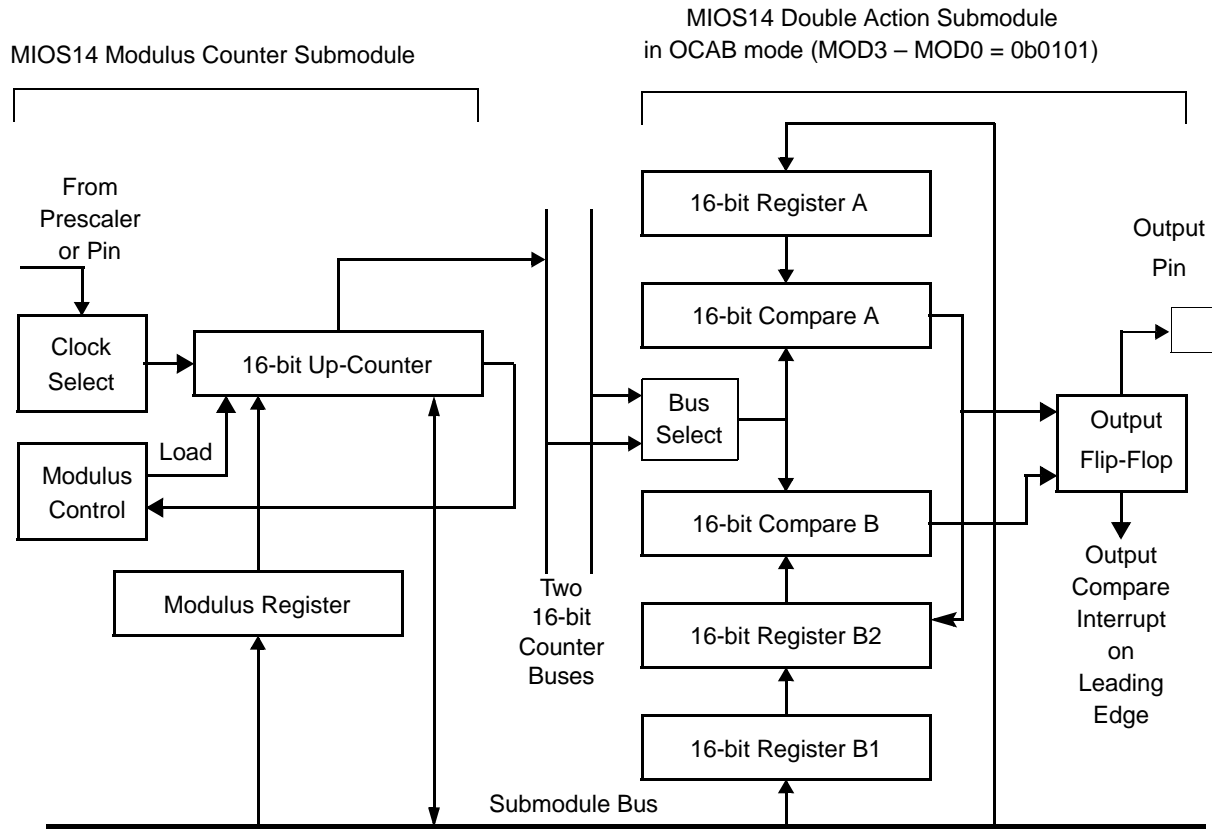 MIOS14 Modulus Counter Submodule
MIOS14 Double Action Submodule
in OCAB mode (MOD3 – MOD0 = 0b0101)
From
Prescaler
or Pin
Clock
Select
16-bit Up-Counter
Load
Modulus
Control
Modulus Register
Two
16-bit
Counter
Buses
Bus
Select
16-bit Register A
16-bit Compare A
16-bit Compare B
16-bit Register B2
16-bit Register B1
Output
Pin
Output
Flip-Flop
Output
Compare
Interrupt
on
Leading
Edge
Submodule Bus